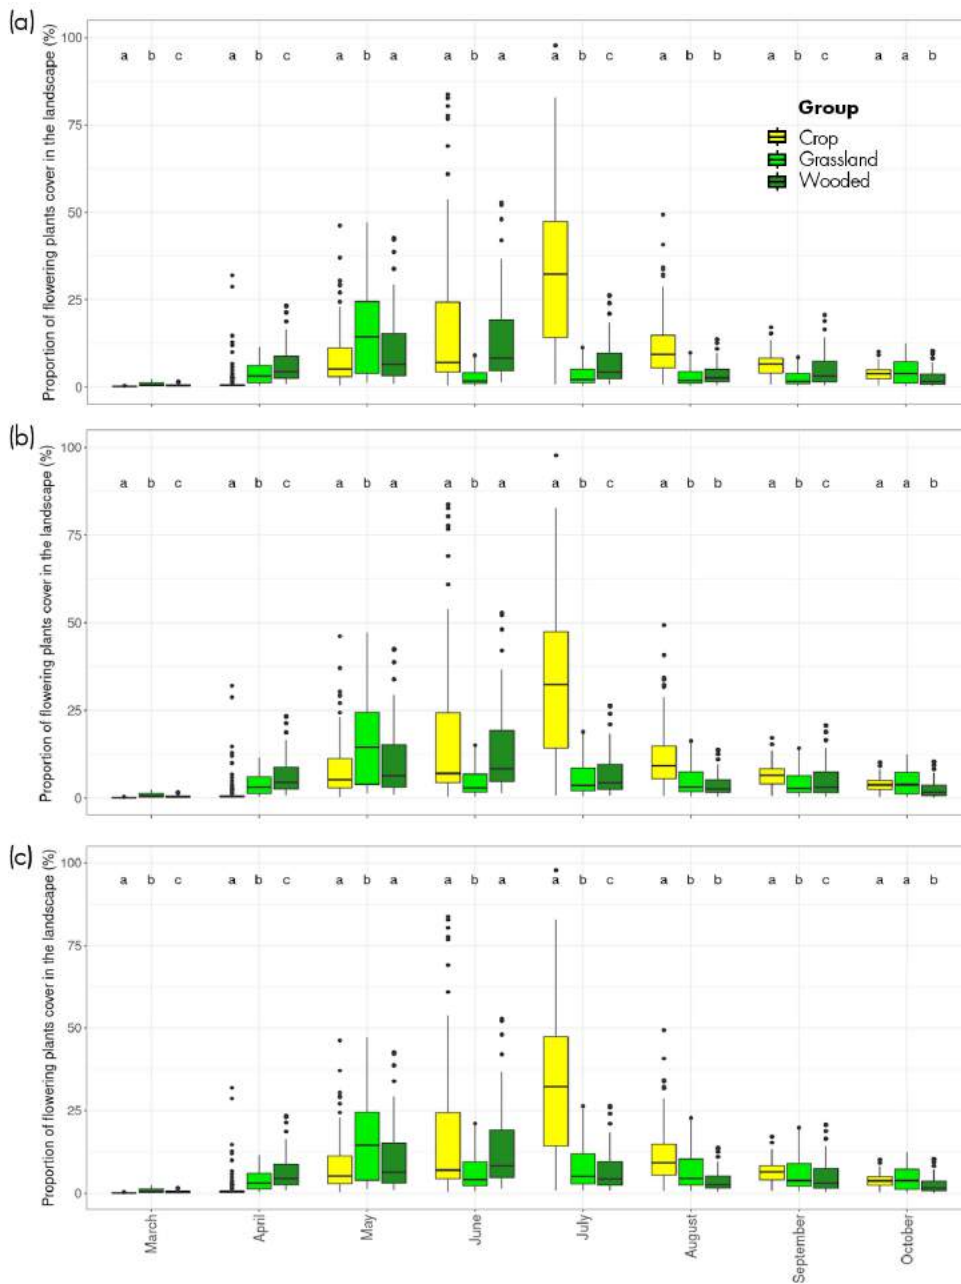 (a)
Proportion of flowering plants cover in the landscape (%)
100
75
50
25
0
a b c a b c a b a a b a a b c a b b a b c a a b
Group
Crop
Grassland
Wooded
(b)
Proportion of flowering plants cover in the landscape (%)
100
75
50
25
0
a b c a b c a b a a b a a b c a b b a b c a a b
(c)
Proportion of flowering plants cover in the landscape (%)
100
75
50
25
0
a b c a b c a b a a b a a b c a b b a b c a a b
March
April
May
June
July
August
September
October